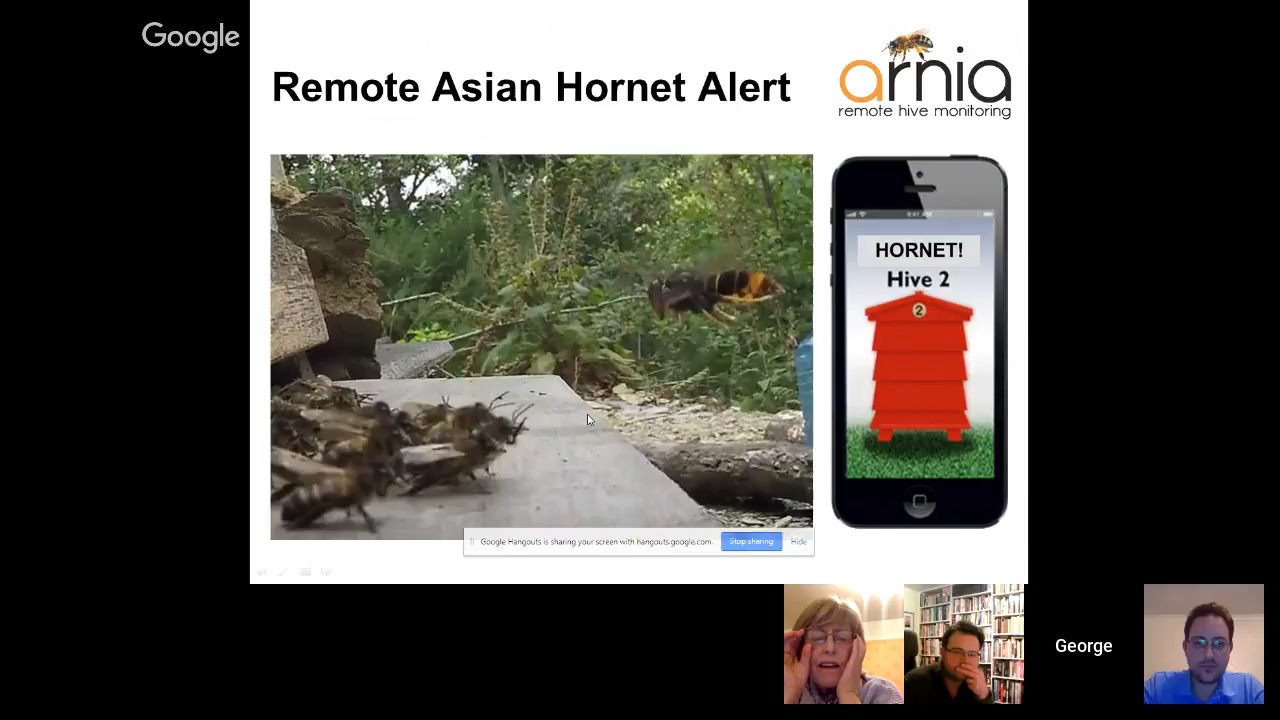 Google
Remote Asian Hornet Alert
arnia
remote hive monitoring
HORNET!
Hive 2
2
Google Hangouts is sharing your screen with hangouts.google.com.
Stop sharing
Hide
George